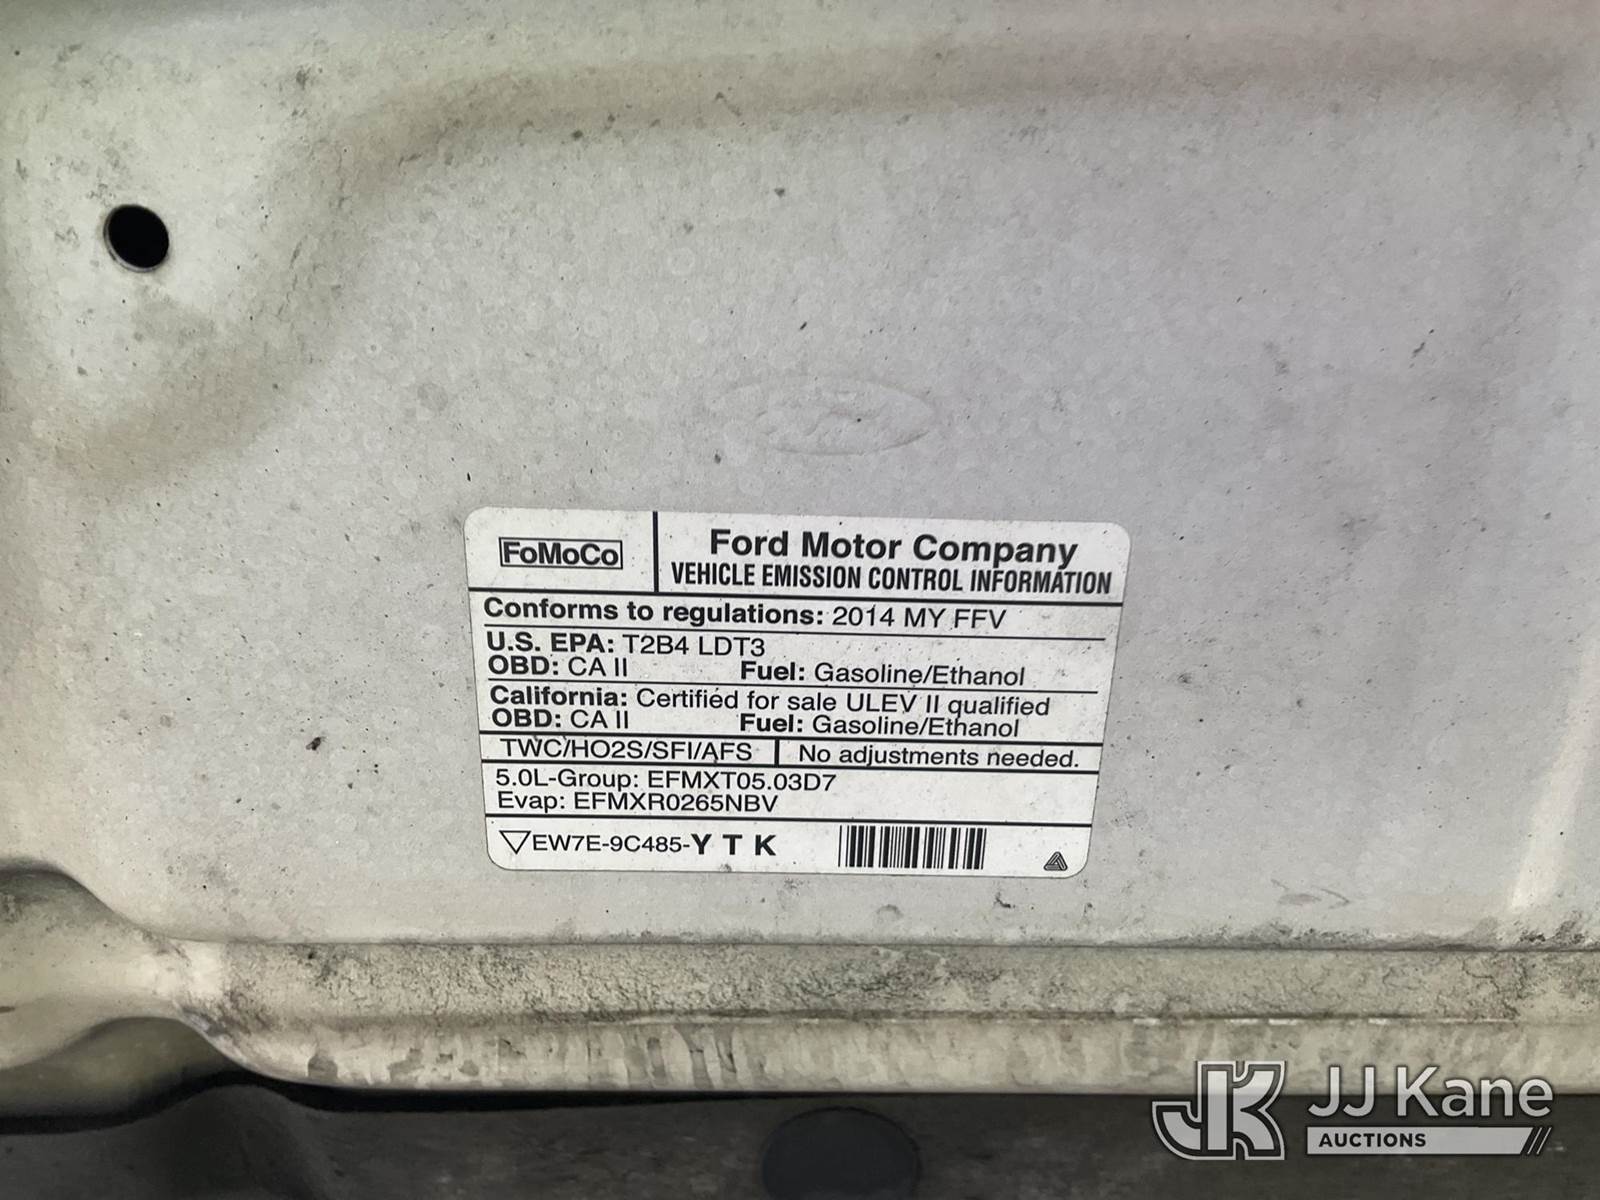 FoMoCo
Ford Motor Company
VEHICLE EMISSION CONTROL INFORMATION
Conforms to regulations: 2014 MY FFV
U.S. EPA: T2B4 LDT3
OBD: CA II Fuel: Gasoline/Ethanol
California: Certified for sale ULEV II qualified
OBD: CA II Fuel: Gasoline/Ethanol
TWC/HO2S/SFI/AFS No adjustments needed.
5.0L-Group: EFMXT05.03D7
Evap: EFMXR0265NBV
EW7E-9C485-Y T K
JK JJ Kane
AUCTIONS